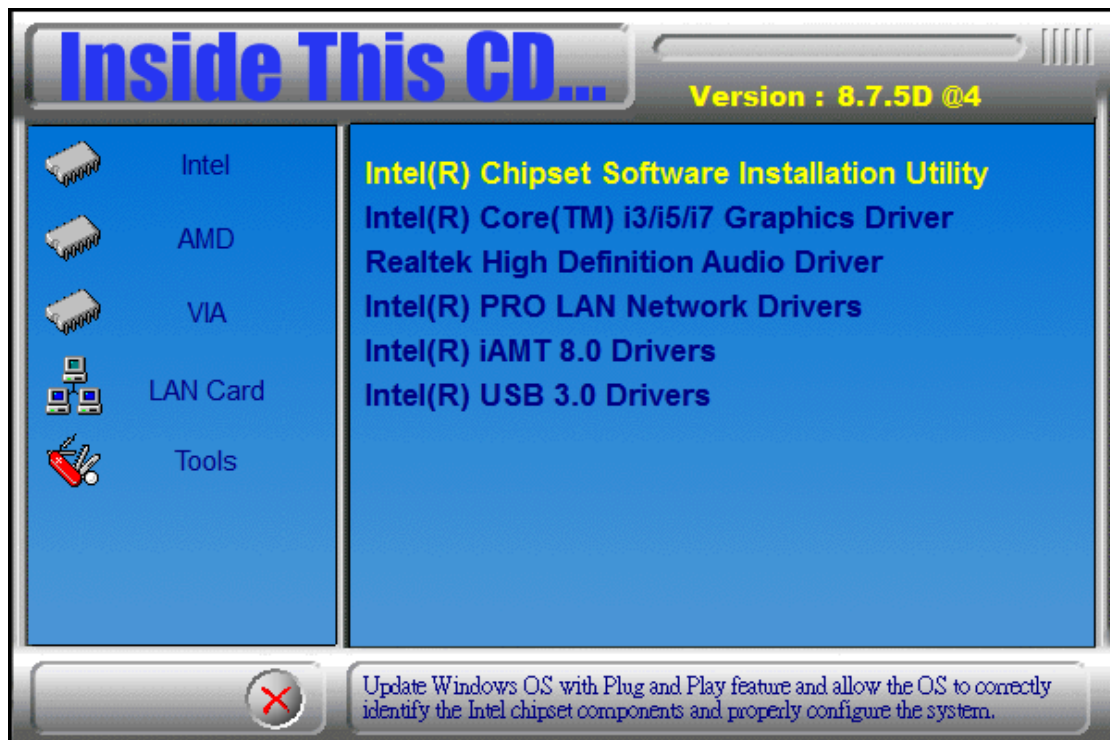 Inside This CD...
Version : 8.7.5D @4
Intel
AMD
VIA
LAN Card
Tools
Intel(R) Chipset Software Installation Utility
Intel(R) Core(TM) i3/i5/i7 Graphics Driver
Realtek High Definition Audio Driver
Intel(R) PRO LAN Network Drivers
Intel(R) iAMT 8.0 Drivers
Intel(R) USB 3.0 Drivers
Update Windows OS with Plug and Play feature and allow the OS to correctly
identify the Intel chipset components and properly configure the system.